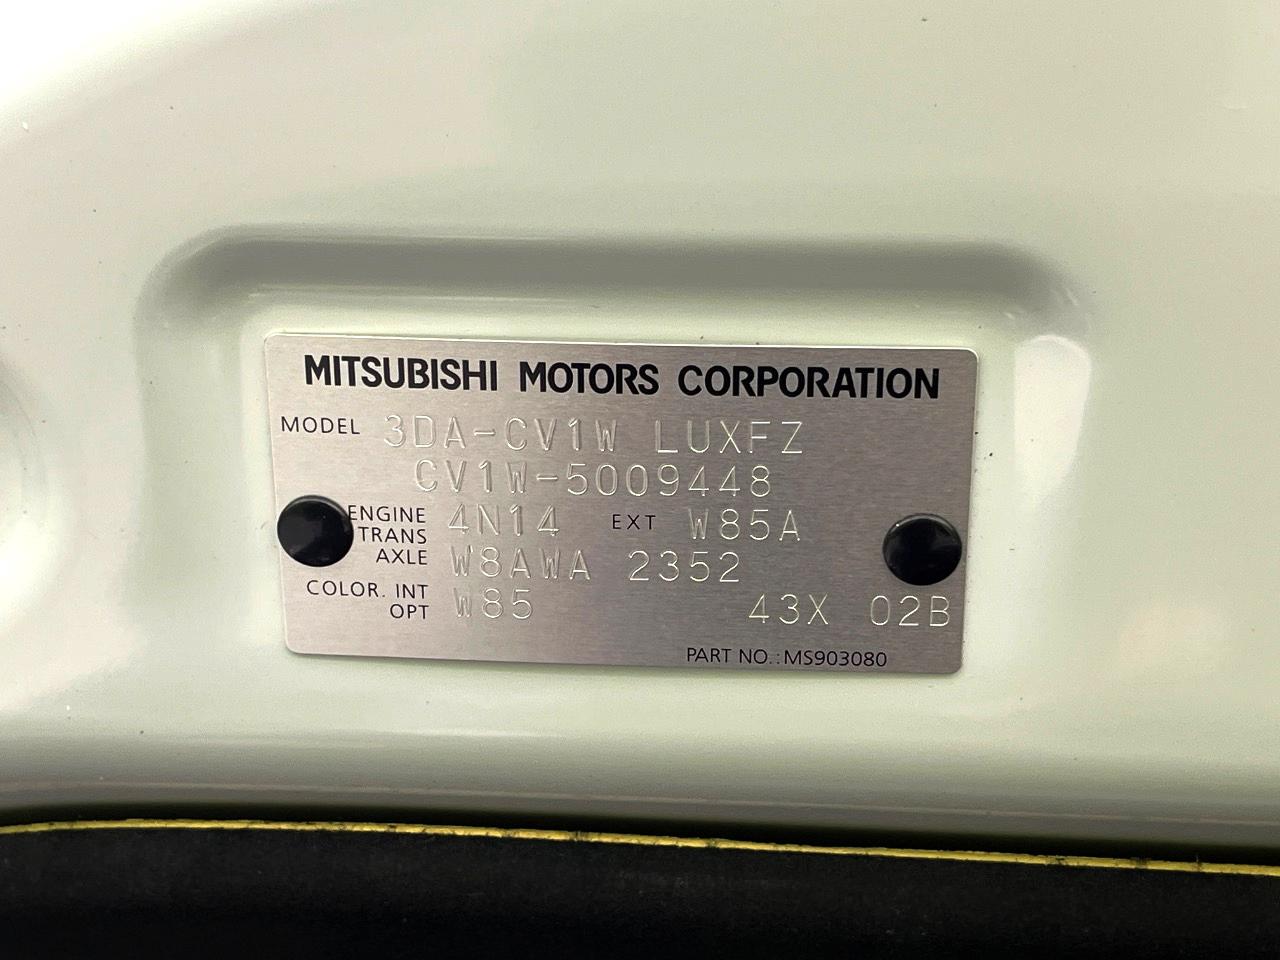 MITSUBISHI MOTORS CORPORATION
MODEL 3DA-CV1W LUXFZ
CV1W-5009448
ENGINE 4N14 EXT W85A
TRANS
AXLE W8AWA 2352
COLOR. INT W85
OPT 43X 02B
PART NO.:MS903080